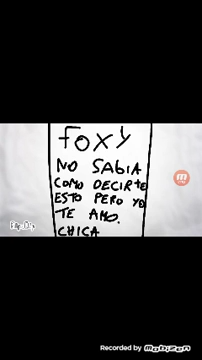 foxy
NO SABIA
COMO DECIRTE
ESTO PERO YO
TE AMO.
CHICA
Recorded by MOBIZEN